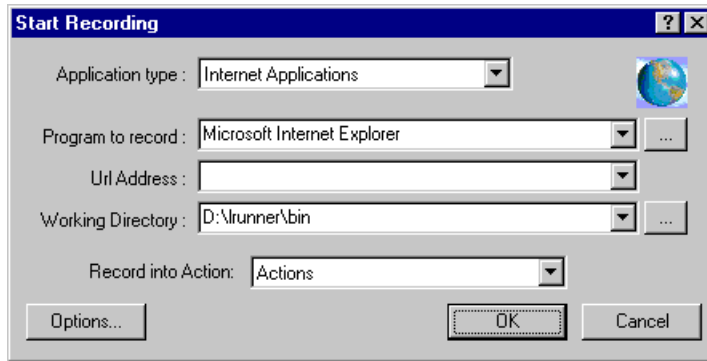 Start Recording ? ×
Application type : Internet Applications
Program to record : Microsoft Internet Explorer ...
Url Address :
Working Directory : D:\lrunner\bin ...
Record into Action: Actions
Options... OK Cancel